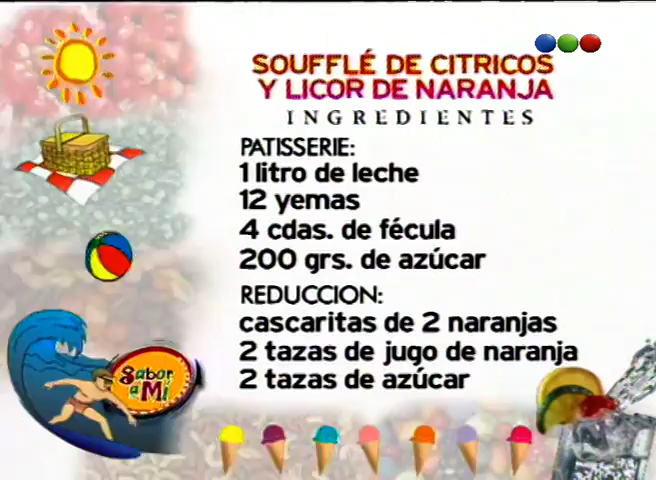 SOUFFLÉ DE CITRICOS
Y LICOR DE NARANJA
INGREDIENTES
PATISSERIE:
1 litro de leche
12 yemas
4 cdas. de fécula
200 grs. de azúcar
REDUCCION:
cascaritas de 2 naranjas
2 tazas de jugo de naranja
2 tazas de azúcar
Sabor
a Mí